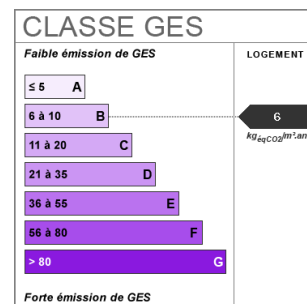 CLASSE GES
Faible émission de GES
LOGEMENT
≤ 5 A
6 à 10 B
6
kgéqCO2/m².an
11 à 20 C
21 à 35 D
36 à 55 E
56 à 80 F
> 80 G
Forte émission de GES